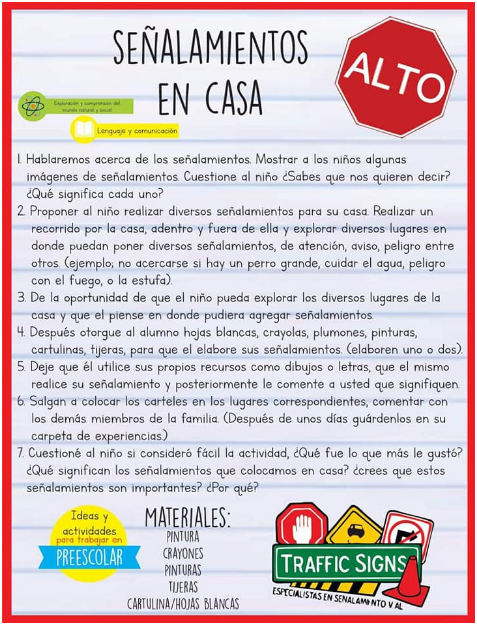 SEÑALAMIENTOS
EN CASA
ALTO
Exploración y comprensión del
mundo natural y social
Lenguaje y comunicación
1. Hablaremos acerca de los señalamientos. Mostrar a los niños algunas
imágenes de señalamientos. Cuestione al niño ¿Sabes que nos quieren decir?
¿Qué significa cada uno?
2. Proponer al niño realizar diversos señalamientos para su casa. Realizar un
recorrido por la casa, adentro y fuera de ella y explorar diversos lugares en
donde puedan poner diversos señalamientos, de atención, aviso, peligro entre
otros. (ejemplo; no acercarse si hay un perro grande, cuidar el agua, peligro
con el fuego, o la estufa).
3. De la oportunidad de que el niño pueda explorar los diversos lugares de la
casa y que el piense en donde pudiera agregar señalamientos.
4. Después otorgue al alumno hojas blancas, crayolas, plumones, pinturas,
cartulinas, tijeras, para que el elabore sus señalamientos. (elaboren uno o dos).
5. Deje que él utilice sus propios recursos como dibujos o letras, que el mismo
realice su señalamiento y posteriormente le comente a usted que signifiquen.
6. Salgan a colocar los carteles en los lugares correspondientes, comentar con
los demás miembros de la familia. (Después de unos días guárdenlos en su
carpeta de experiencias.)
7. Cuestioné al niño si consideró fácil la actividad, ¿Qué fue lo que más le gustó?
¿Qué significan los señalamientos que colocamos en casa? ¿crees que estos
señalamientos son importantes? ¿Por qué?
Ideas y
actividades
para trabajar en
PREESCOLAR
MATERIALES:
PINTURA
CRAYONES
PINTURAS
TIJERAS
CARTULINA/HOJAS BLANCAS
TRAFFIC SIGNS
ESPECIALISTAS EN SEÑALAMIENTO VIAL